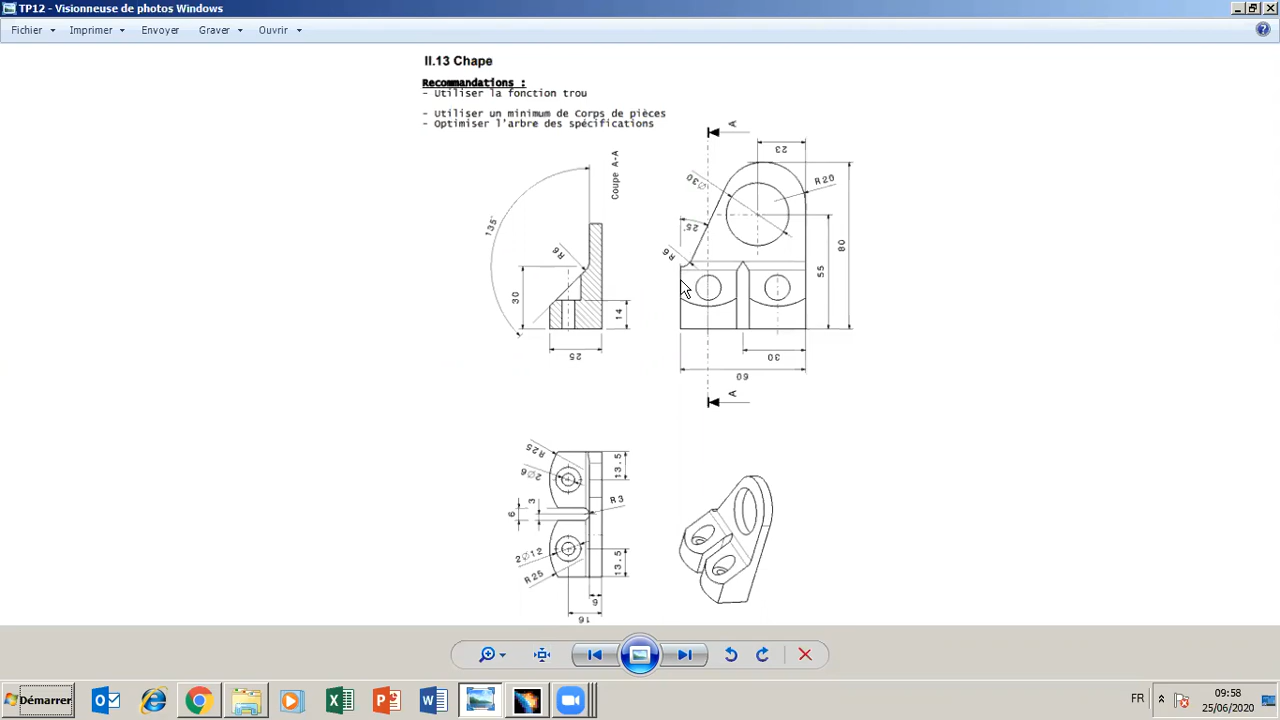 TP12 - Visionneuse de photos Windows
Fichier Imprimer Envoyer Graver Ouvrir
II.13 Chape
Recommandations :
- Utiliser la fonction trou
- Utiliser un minimum de Corps de pièces
- Optimiser l'arbre des spécifications
A
23
Coupe A-A
Ø30
R20
135°
25°
R6
R6
80
55
30
14
25
30
60
A
R25
2Ø6
13.5
3
6
R3
2Ø12
13.5
R25
9
16
Démarrer
FR
09:58
25/06/2020